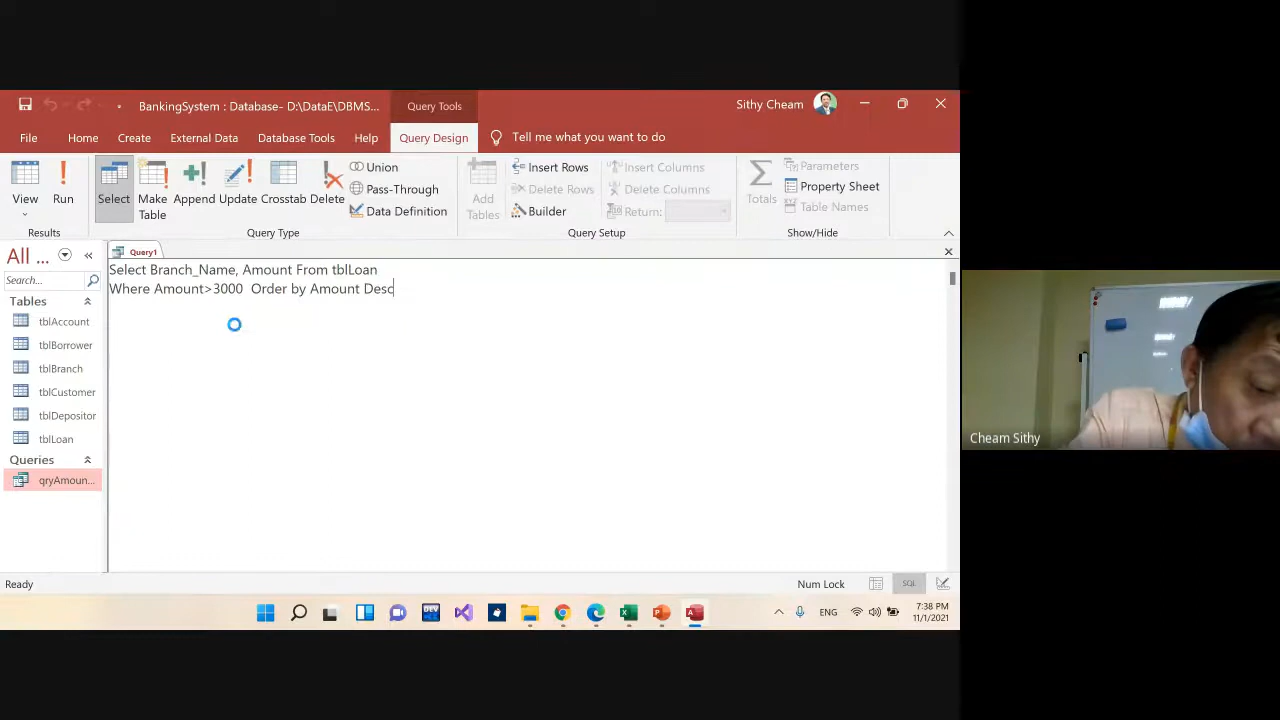 BankingSystem : Database- D:\DataE\DBMS...
Query Tools
Sithy Cheam
File Home Create External Data Database Tools Help Query Design Tell me what you want to do
View
Run
Select
Make Table
Append
Update
Crosstab
Delete
Union
Pass-Through
Data Definition
Add Tables
Insert Rows
Delete Rows
Builder
Insert Columns
Delete Columns
Return:
Totals
Parameters
Property Sheet
Table Names
Results Query Type Query Setup Show/Hide
All ...
Search...
Tables
tblAccount
tblBorrower
tblBranch
tblCustomer
tblDepositor
tblLoan
Queries
qryAmoun...
Query1
Select Branch_Name, Amount From tblLoan
Where Amount>3000  Order by Amount Desc
Cheam Sithy
Ready
Num Lock
SQL
DEV
ENG
7:38 PM
11/1/2021